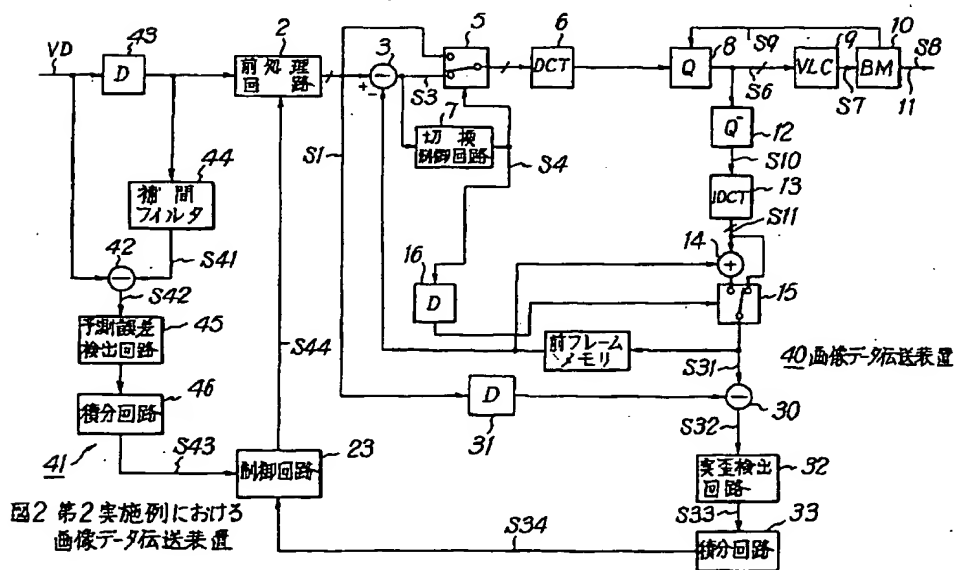 VD
43
D
2
前処理
回路
3
+
−
S3
5
6
DCT
8
Q
S9
S6
9
VLC
S7
10
BM
S8
11
7
切換
制御回路
S4
S1
Q⁻
12
S10
IDCT
13
S11
14
+
15
16
D
44
補間
フィルタ
S41
42
−
S42
予測誤差
検出回路
45
積分回路
46
41
S43
S44
制御回路
23
前フレーム
メモリ
S31
40 画像データ伝送装置
D
31
−
30
S32
実歪検出
回路
32
S33
33
積分回路
S34
図2 第2実施例における
画像データ伝送装置